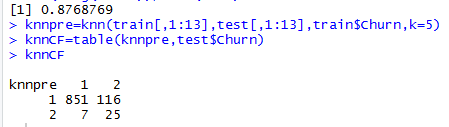 [1] 0.8768769
> knnpre=knn(train[,1:13],test[,1:13],train$Churn,k=5)
> knnCF=table(knnpre,test$Churn)
> knnCF
knnpre 1 2
1 851 116
2 7 25